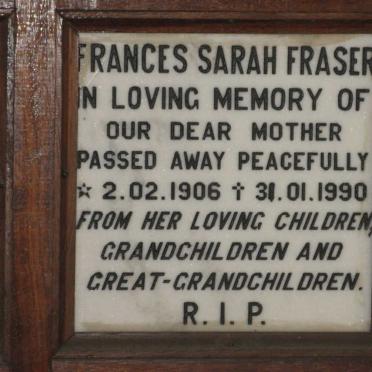 FRANCES SARAH FRASER
IN LOVING MEMORY OF
OUR DEAR MOTHER
PASSED AWAY PEACEFULLY
☆ 2.02.1906 † 31.01.1990
FROM HER LOVING CHILDREN,
GRANDCHILDREN AND
GREAT-GRANDCHILDREN.
R. I. P.